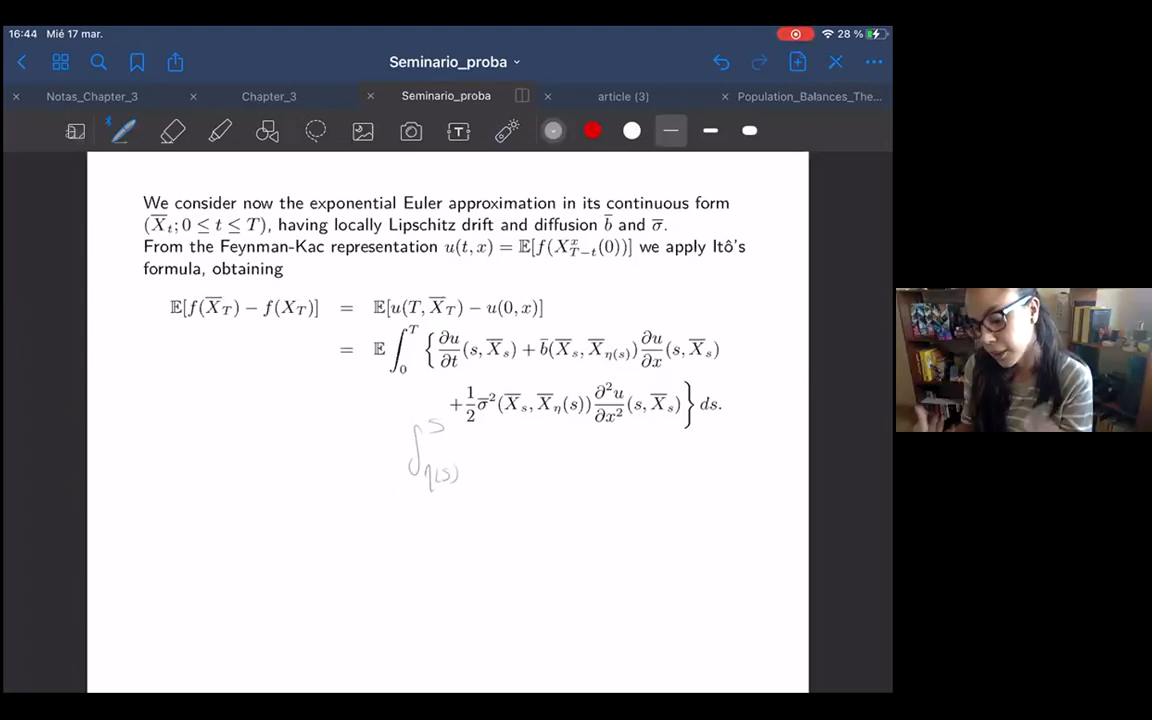 16:44 Mié 17 mar.
28 %
Seminario_proba
Notas_Chapter_3
Chapter_3
Seminario_proba
article (3)
Population_Balances_The...
We consider now the exponential Euler approximation in its continuous form
(X̅ₜ; 0 ≤ t ≤ T), having locally Lipschitz drift and diffusion b̅ and σ̅.
From the Feynman-Kac representation u(t, x) = 𝔼[f(X^x_{T−t}(0))] we apply Itô's
formula, obtaining
𝔼[f(X̅_T) − f(X_T)] = 𝔼[u(T, X̅_T) − u(0, x)]
= 𝔼 ∫_0^T { ∂u/∂t (s, X̅_s) + b̅(X̅_s, X̅_{η(s)}) ∂u/∂x (s, X̅_s)
+ 1/2 σ̅²(X̅_s, X̅_η(s)) ∂²u/∂x² (s, X̅_s) } ds.
∫_{η(s)}^s